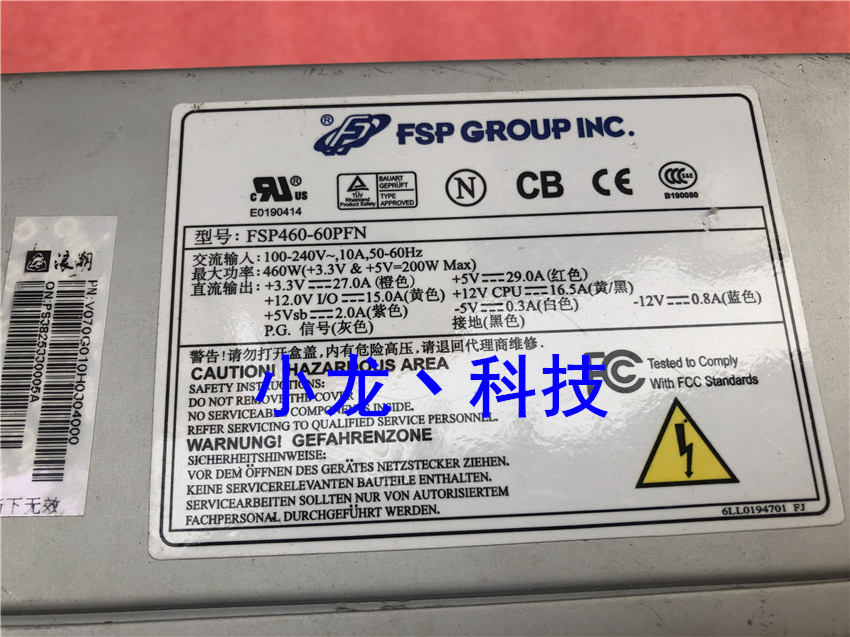 FSP GROUP INC.
c RU US
E0190414
TÜV Rheinland Product Safety
BAUART GEPRÜFT
TYPE APPROVED
N
CB
CE
CCC S&E
B190080
型号: FSP460-60PFN
交流输入: 100-240V~,10A,50-60Hz
最大功率: 460W(+3.3V & +5V=200W Max)
直流输出: +3.3V 27.0A (橙色) +5V 29.0A(红色)
+12.0V I/O 15.0A(黄色) +12V CPU 16.5A(黄/黑)
+5Vsb 2.0A(紫色) -5V 0.3A(白色) -12V 0.8A(蓝色)
P.G. 信号(灰色) 接地(黑色)
警告!请勿打开盒盖, 内有危险高压, 请退回代理商维修.
CAUTION! HAZARDOUS AREA
SAFETY INSTRUCTIONS:
DO NOT REMOVE THE COVER
NO SERVICEABLE COMPONENTS INSIDE.
REFER SERVICING TO QUALIFIED SERVICE PERSONNEL.
WARNUNG! GEFAHRENZONE
SICHERHEITSHINWEISE:
VOR DEM ÖFFNEN DES GERÄTES NETZSTECKER ZIEHEN.
KEINE SERVICERELEVANTEN BAUTEILE ENTHALTEN.
SERVICEARBEITEN SOLLTEN NUR VON AUTORISIERTEM
FACHPERSONAL DURCHGEFÜHRT WERDEN.
FC Tested to Comply
With FCC Standards
6LL0194701 PJ
小龙丶科技
浪潮
PN: V070G010H0304000
下无效